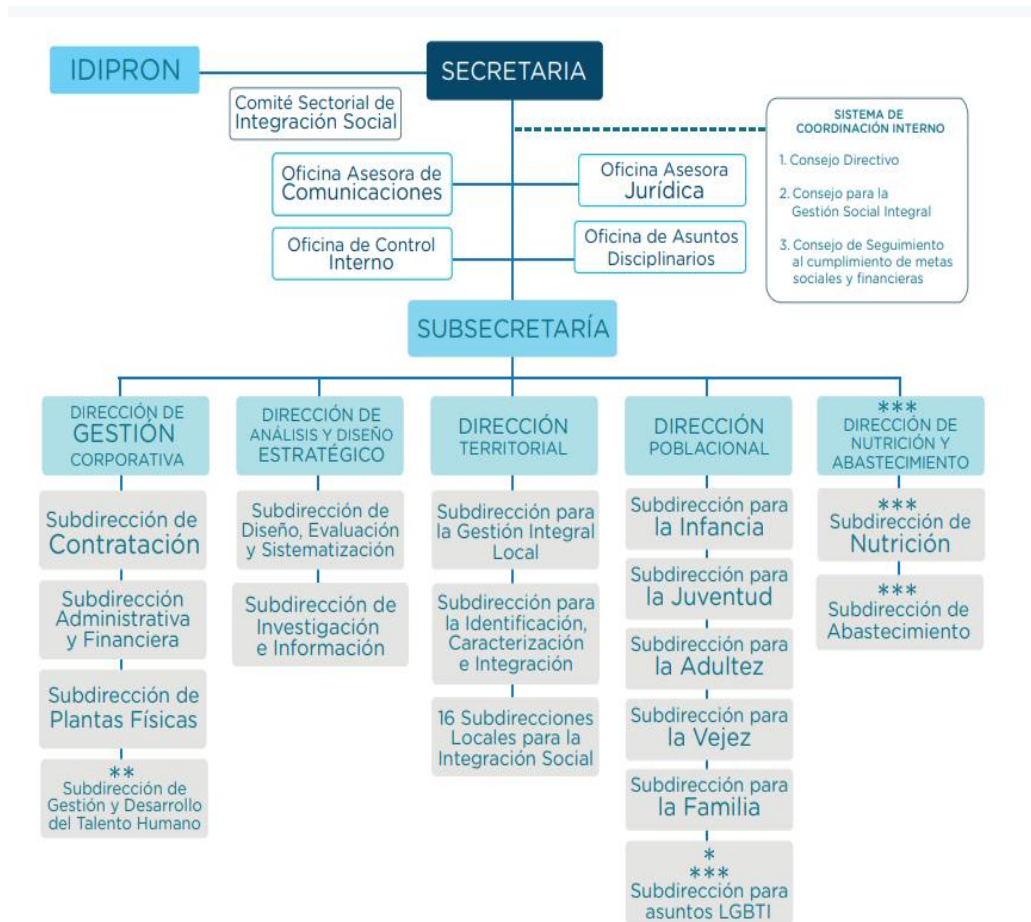 IDIPRON
SECRETARIA
Comité Sectorial de
Integración Social
SISTEMA DE
COORDINACIÓN INTERNO
1. Consejo Directivo
2. Consejo para la
Gestión Social Integral
3. Consejo de Seguimiento
al cumplimiento de metas
sociales y financieras
Oficina Asesora de
Comunicaciones
Oficina Asesora
Jurídica
Oficina de Control
Interno
Oficina de Asuntos
Disciplinarios
SUBSECRETARÍA
DIRECCIÓN DE
GESTIÓN
CORPORATIVA
Subdirección de
Contratación
Subdirección
Administrativa
y Financiera
Subdirección de
Plantas Físicas
**
Subdirección de
Gestión y Desarrollo
del Talento Humano
DIRECCIÓN DE
ANÁLISIS Y DISEÑO
ESTRATÉGICO
Subdirección de
Diseño, Evaluación
y Sistematización
Subdirección de
Investigación
e Información
DIRECCIÓN
TERRITORIAL
Subdirección para
la Gestión Integral
Local
Subdirección para
la Identificación,
Caracterización
e Integración
16 Subdirecciones
Locales para la
Integración Social
DIRECCIÓN
POBLACIONAL
Subdirección para
la Infancia
Subdirección para
la Juventud
Subdirección para
la Adultez
Subdirección para
la Vejez
Subdirección para
la Familia
*
***
Subdirección para
asuntos LGBTI
***
DIRECCIÓN DE
NUTRICIÓN Y
ABASTECIMIENTO
***
Subdirección de
Nutrición
***
Subdirección de
Abastecimiento